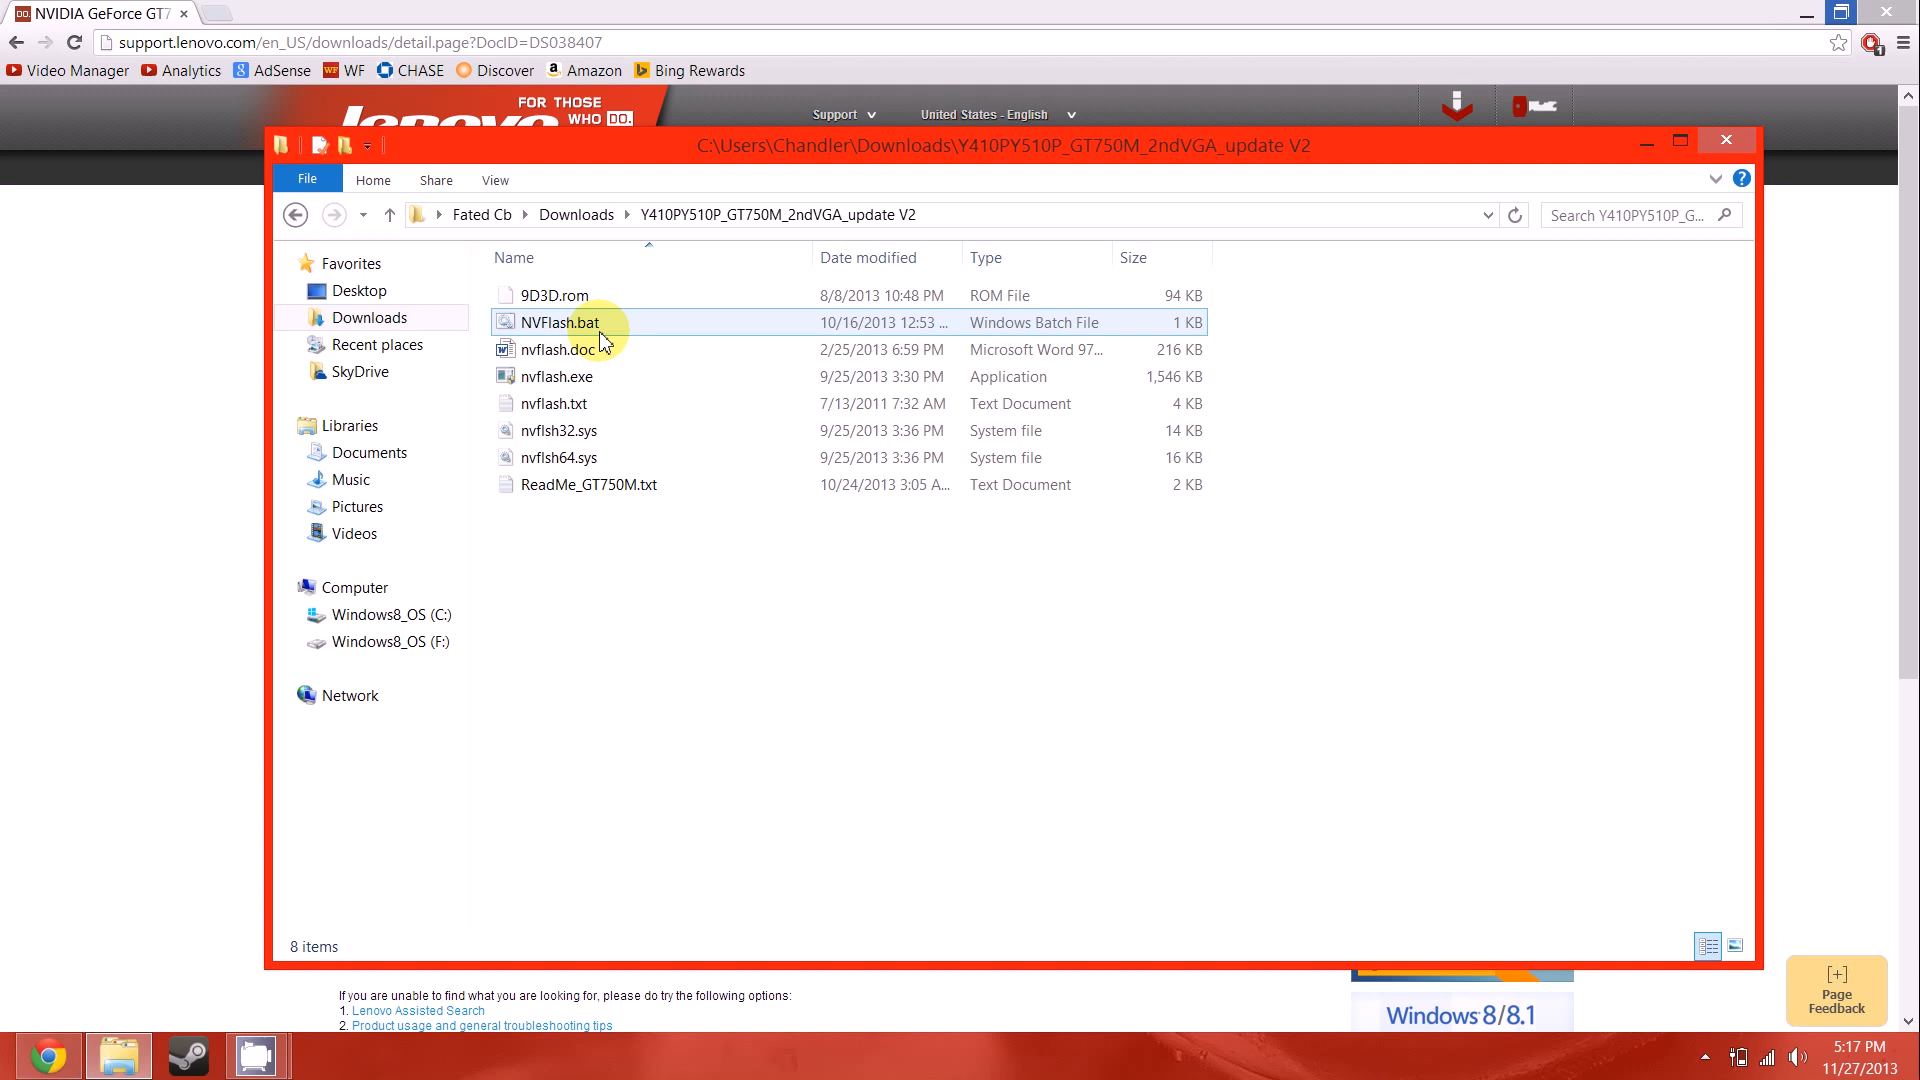 NVIDIA GeForce GT7
support.lenovo.com/en_US/downloads/detail.page?DocID=DS038407
Video Manager Analytics AdSense WF CHASE Discover Amazon Bing Rewards
lenovo FOR THOSE
WHO DO.
Support United States - English
C:\Users\Chandler\Downloads\Y410PY510P_GT750M_2ndVGA_update V2
File Home Share View
Fated Cb Downloads Y410PY510P_GT750M_2ndVGA_update V2 Search Y410PY510P_G...
Name Date modified Type Size
Favorites
Desktop
Downloads
Recent places
SkyDrive
Libraries
Documents
Music
Pictures
Videos
Computer
Windows8_OS (C:)
Windows8_OS (F:)
Network
9D3D.rom 8/8/2013 10:48 PM ROM File 94 KB
NVFlash.bat 10/16/2013 12:53 ... Windows Batch File 1 KB
nvflash.doc 2/25/2013 6:59 PM Microsoft Word 97... 216 KB
nvflash.exe 9/25/2013 3:30 PM Application 1,546 KB
nvflash.txt 7/13/2011 7:32 AM Text Document 4 KB
nvflsh32.sys 9/25/2013 3:36 PM System file 14 KB
nvflsh64.sys 9/25/2013 3:36 PM System file 16 KB
ReadMe_GT750M.txt 10/24/2013 3:05 A... Text Document 2 KB
8 items
If you are unable to find what you are looking for, please do try the following options:
1. Lenovo Assisted Search
2. Product usage and general troubleshooting tips
Windows 8/8.1
[+]
Page
Feedback
5:17 PM
11/27/2013